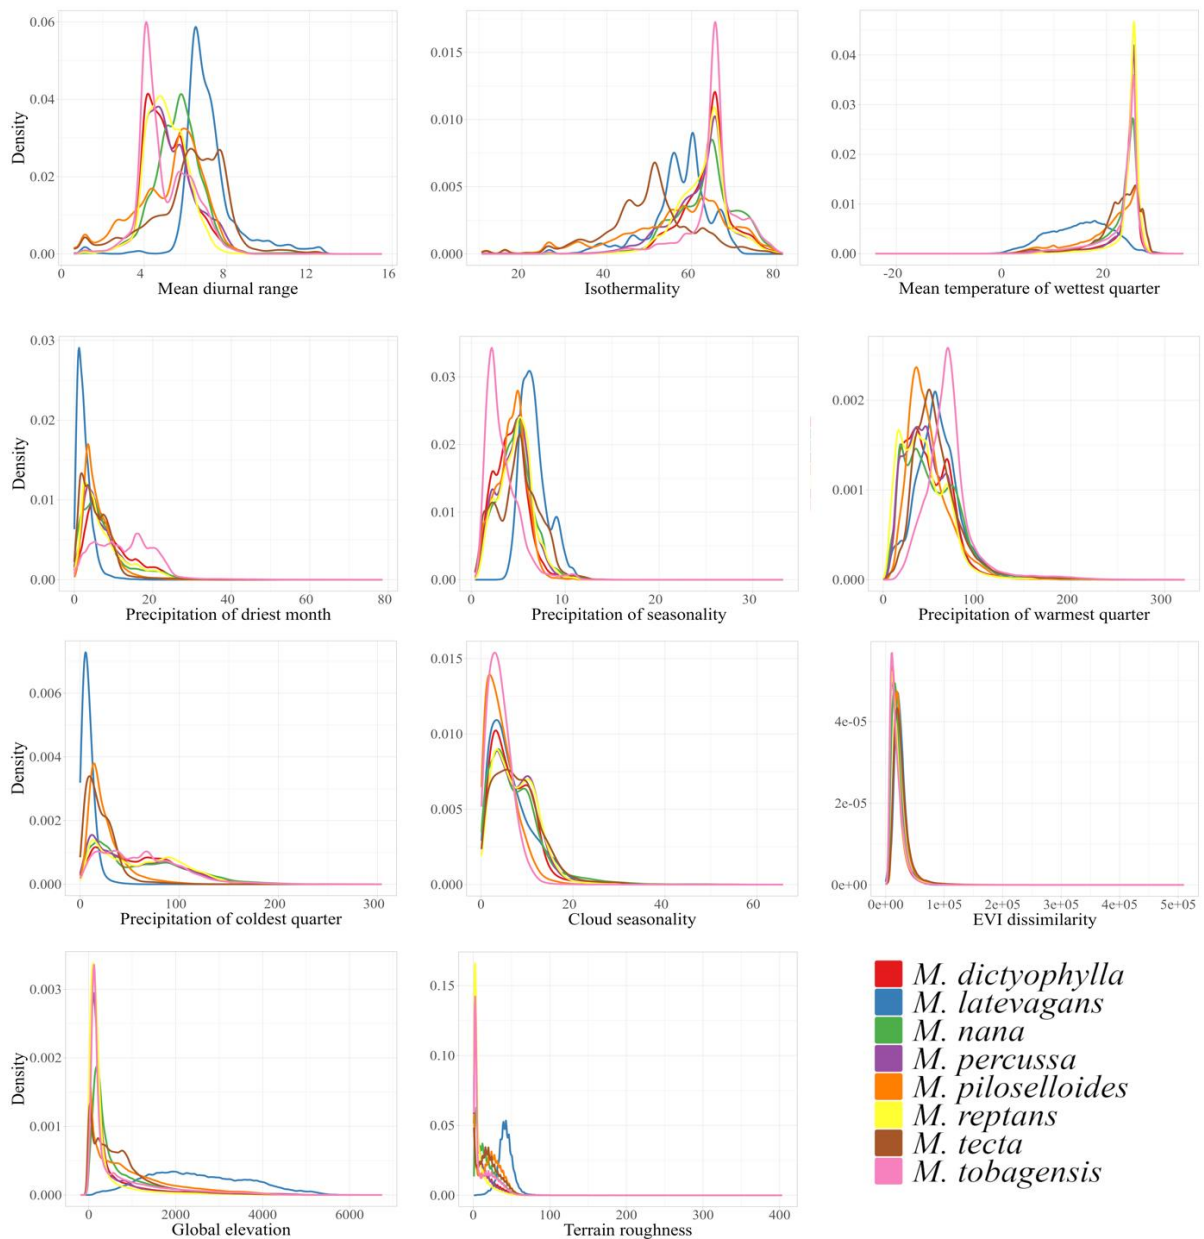 0.06
0.04
0.02
0.00
Density
0 4 8 12 16
Mean diurnal range
0.015
0.010
0.005
0.000
20 40 60 80
Isothermality
0.04
0.03
0.02
0.01
0.00
-20 0 20
Mean temperature of wettest quarter
0.03
0.02
0.01
0.00
Density
0 20 40 60 80
Precipitation of driest month
0.03
0.02
0.01
0.00
0 10 20 30
Precipitation of seasonality
0.002
0.001
0.000
0 100 200 300
Precipitation of warmest quarter
0.006
0.004
0.002
0.000
Density
0 100 200 300
Precipitation of coldest quarter
0.015
0.010
0.005
0.000
0 20 40 60
Cloud seasonality
4e-05
2e-05
0e+00
0e+00 1e+05 2e+05 3e+05 4e+05 5e+05
EVI dissimilarity
0.003
0.002
0.001
0.000
Density
0 2000 4000 6000
Global elevation
0.15
0.10
0.05
0.00
0 100 200 300 400
Terrain roughness
M. dictyophylla
M. latevagans
M. nana
M. percussa
M. piloselloides
M. reptans
M. tecta
M. tobagensis